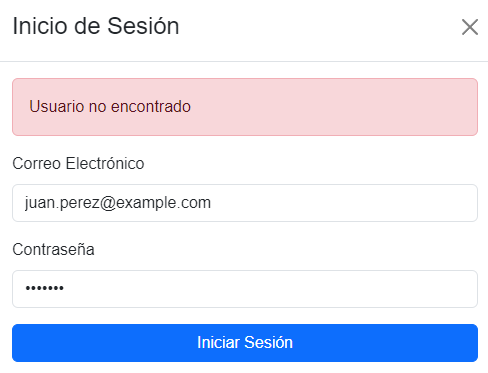 Inicio de Sesión
Usuario no encontrado
Correo Electrónico
juan.perez@example.com
Contraseña
•••••••
Iniciar Sesión